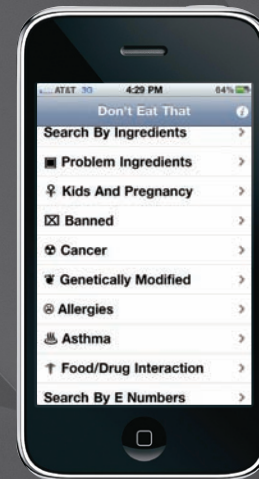 AT&T 3G 4:29 PM 64%
Don't Eat That
Search By Ingredients
Problem Ingredients
Kids And Pregnancy
Banned
Cancer
Genetically Modified
Allergies
Asthma
Food/Drug Interaction
Search By E Numbers